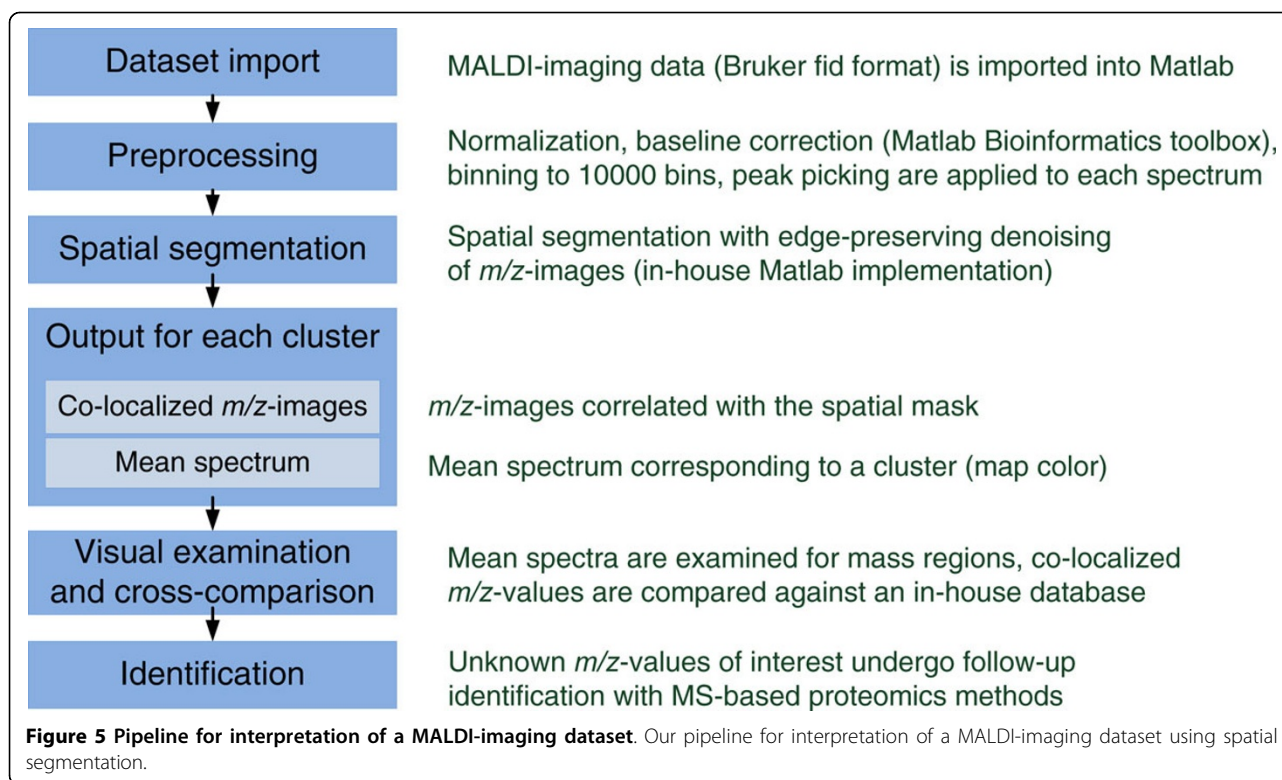 Dataset import
MALDI-imaging data (Bruker fid format) is imported into Matlab
Preprocessing
Normalization, baseline correction (Matlab Bioinformatics toolbox),
binning to 10000 bins, peak picking are applied to each spectrum
Spatial segmentation
Spatial segmentation with edge-preserving denoising
of m/z-images (in-house Matlab implementation)
Output for each cluster
Co-localized m/z-images
m/z-images correlated with the spatial mask
Mean spectrum
Mean spectrum corresponding to a cluster (map color)
Visual examination
and cross-comparison
Mean spectra are examined for mass regions, co-localized
m/z-values are compared against an in-house database
Identification
Unknown m/z-values of interest undergo follow-up
identification with MS-based proteomics methods
Figure 5 Pipeline for interpretation of a MALDI-imaging dataset. Our pipeline for interpretation of a MALDI-imaging dataset using spatial
segmentation.